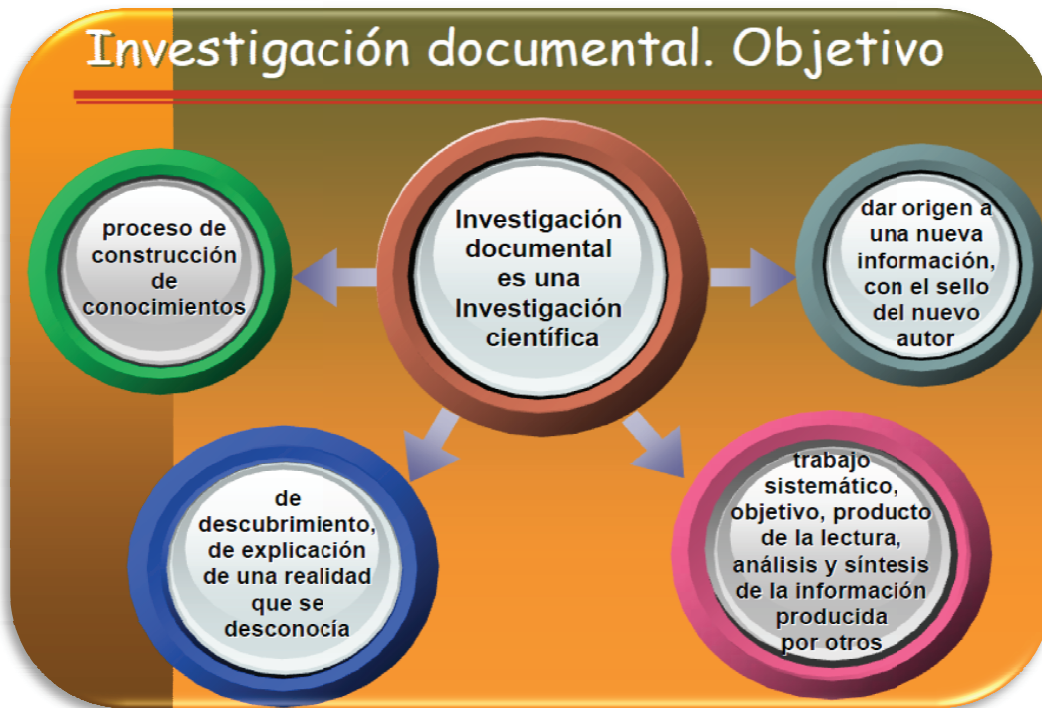 Investigación documental. Objetivo
proceso de
construcción
de
conocimientos
Investigación
documental
es una
Investigación
científica
dar origen a
una nueva
información,
con el sello
del nuevo
autor
de
descubrimiento,
de explicación
de una realidad
que se
desconocía
trabajo
sistemático,
objetivo, producto
de la lectura,
análisis y síntesis
de la información
producida
por otros